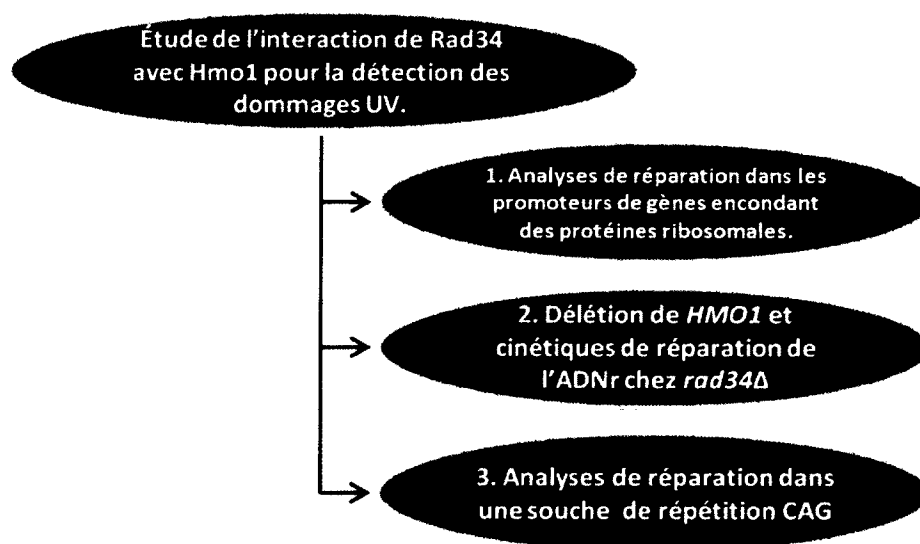 Étude de l'interaction de Rad34
avec Hmo1 pour la détection des
dommages UV.
1. Analyses de réparation dans les
promoteurs de gènes encondant
des protéines ribosomales.
2. Délétion de HMO1 et
cinétiques de réparation de
l'ADNr chez rad34Δ
3. Analyses de réparation dans
une souche de répétition CAG